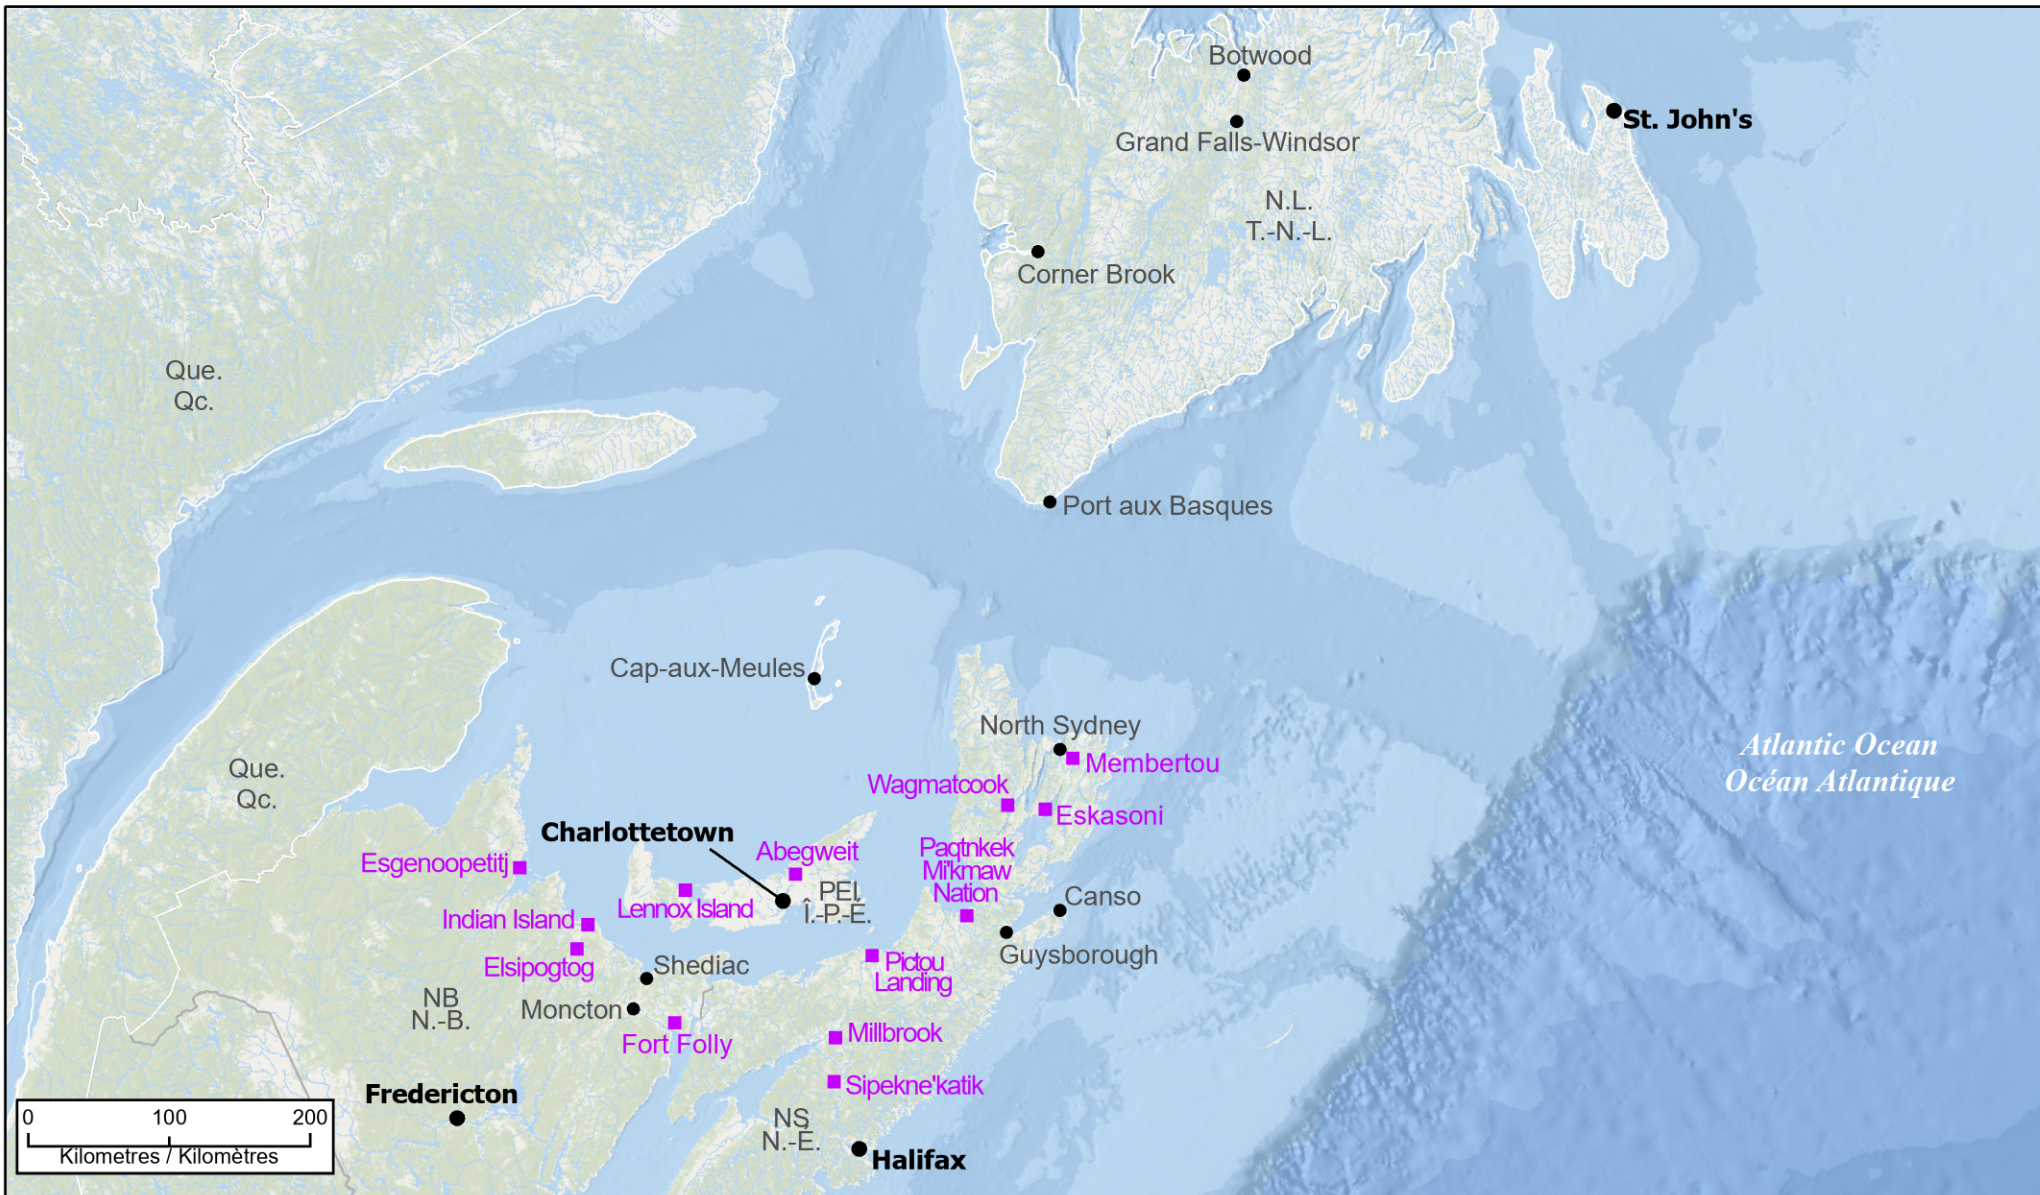 Botwood
St. John's
Grand Falls-Windsor
N.L.
T.-N.-L.
Corner Brook
Que.
Qc.
Port aux Basques
Cap-aux-Meules
North Sydney
Membertou
Atlantic Ocean
Océan Atlantique
Que.
Qc.
Wagmatcook
Eskasoni
Charlottetown
Abegweit
Paqtnkek
Mi'kmaw
Nation
Esgenoopetitj
PEI
Î.-P.-É.
Lennox Island
Canso
Indian Island
Guysborough
Elsipogtog
Shediac
Pictou
Landing
NB
N.-B.
Moncton
Fort Folly
Millbrook
Sipekne'katik
Fredericton
NS
N.-É.
Halifax
0 100 200
Kilometres / Kilomètres